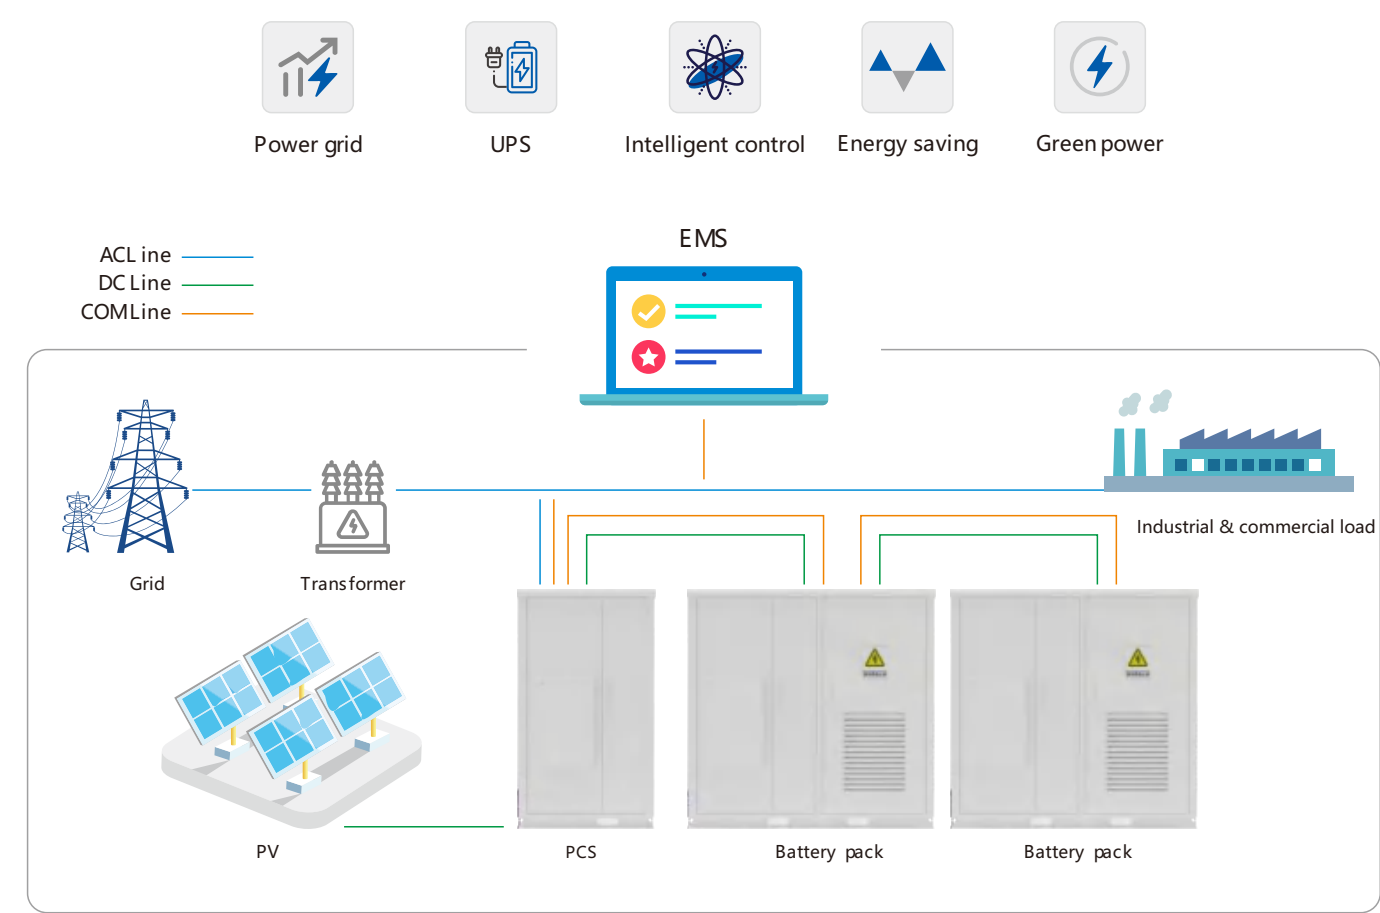 Power grid
UPS
Intelligent control
Energy saving
Green power
EMS
ACL ine
DC Line
COMLine
Industrial & commercial load
Grid
Transformer
PV
PCS
Battery pack
Battery pack